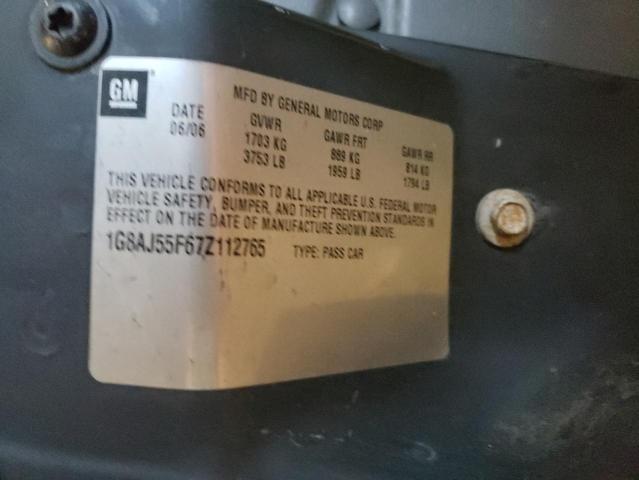 GM
MFD BY GENERAL MOTORS CORP
DATE GVWR GAWR FRT GAWR RR
06/06 1703 KG 889 KG 814 KG
3753 LB 1959 LB 1794 LB
THIS VEHICLE CONFORMS TO ALL APPLICABLE U.S. FEDERAL MOTOR
VEHICLE SAFETY, BUMPER, AND THEFT PREVENTION STANDARDS IN
EFFECT ON THE DATE OF MANUFACTURE SHOWN ABOVE.
1G8AJ55F67Z112765 TYPE: PASS CAR